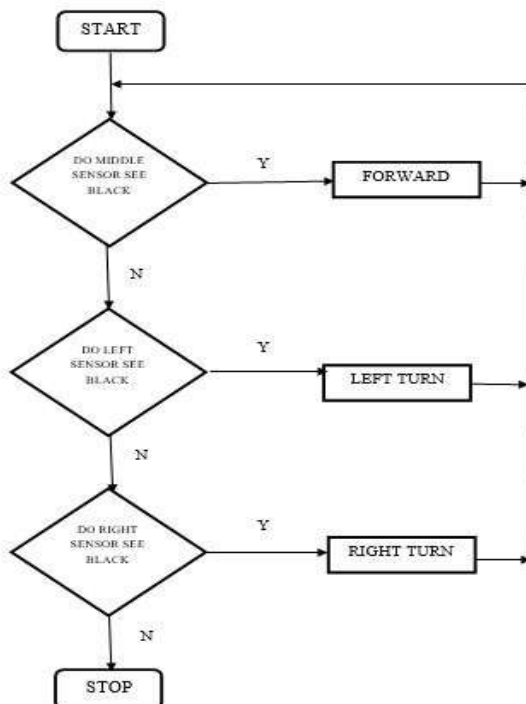 START
DO MIDDLE
SENSOR SEE
BLACK
Y
FORWARD
N
DO LEFT
SENSOR SEE
BLACK
Y
LEFT TURN
N
DO RIGHT
SENSOR SEE
BLACK
Y
RIGHT TURN
N
STOP